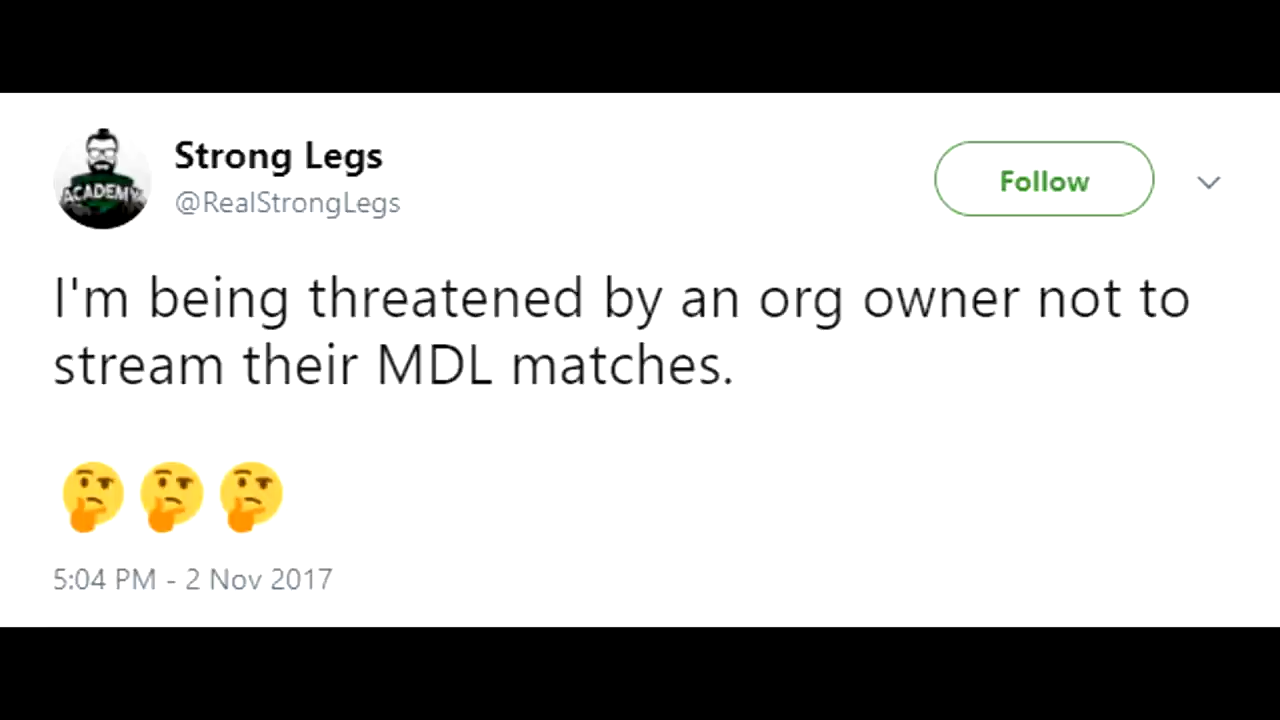 Strong Legs
@RealStrongLegs
Follow
ACADEMY
I'm being threatened by an org owner not to
stream their MDL matches.
🤔🤔🤔
5:04 PM - 2 Nov 2017